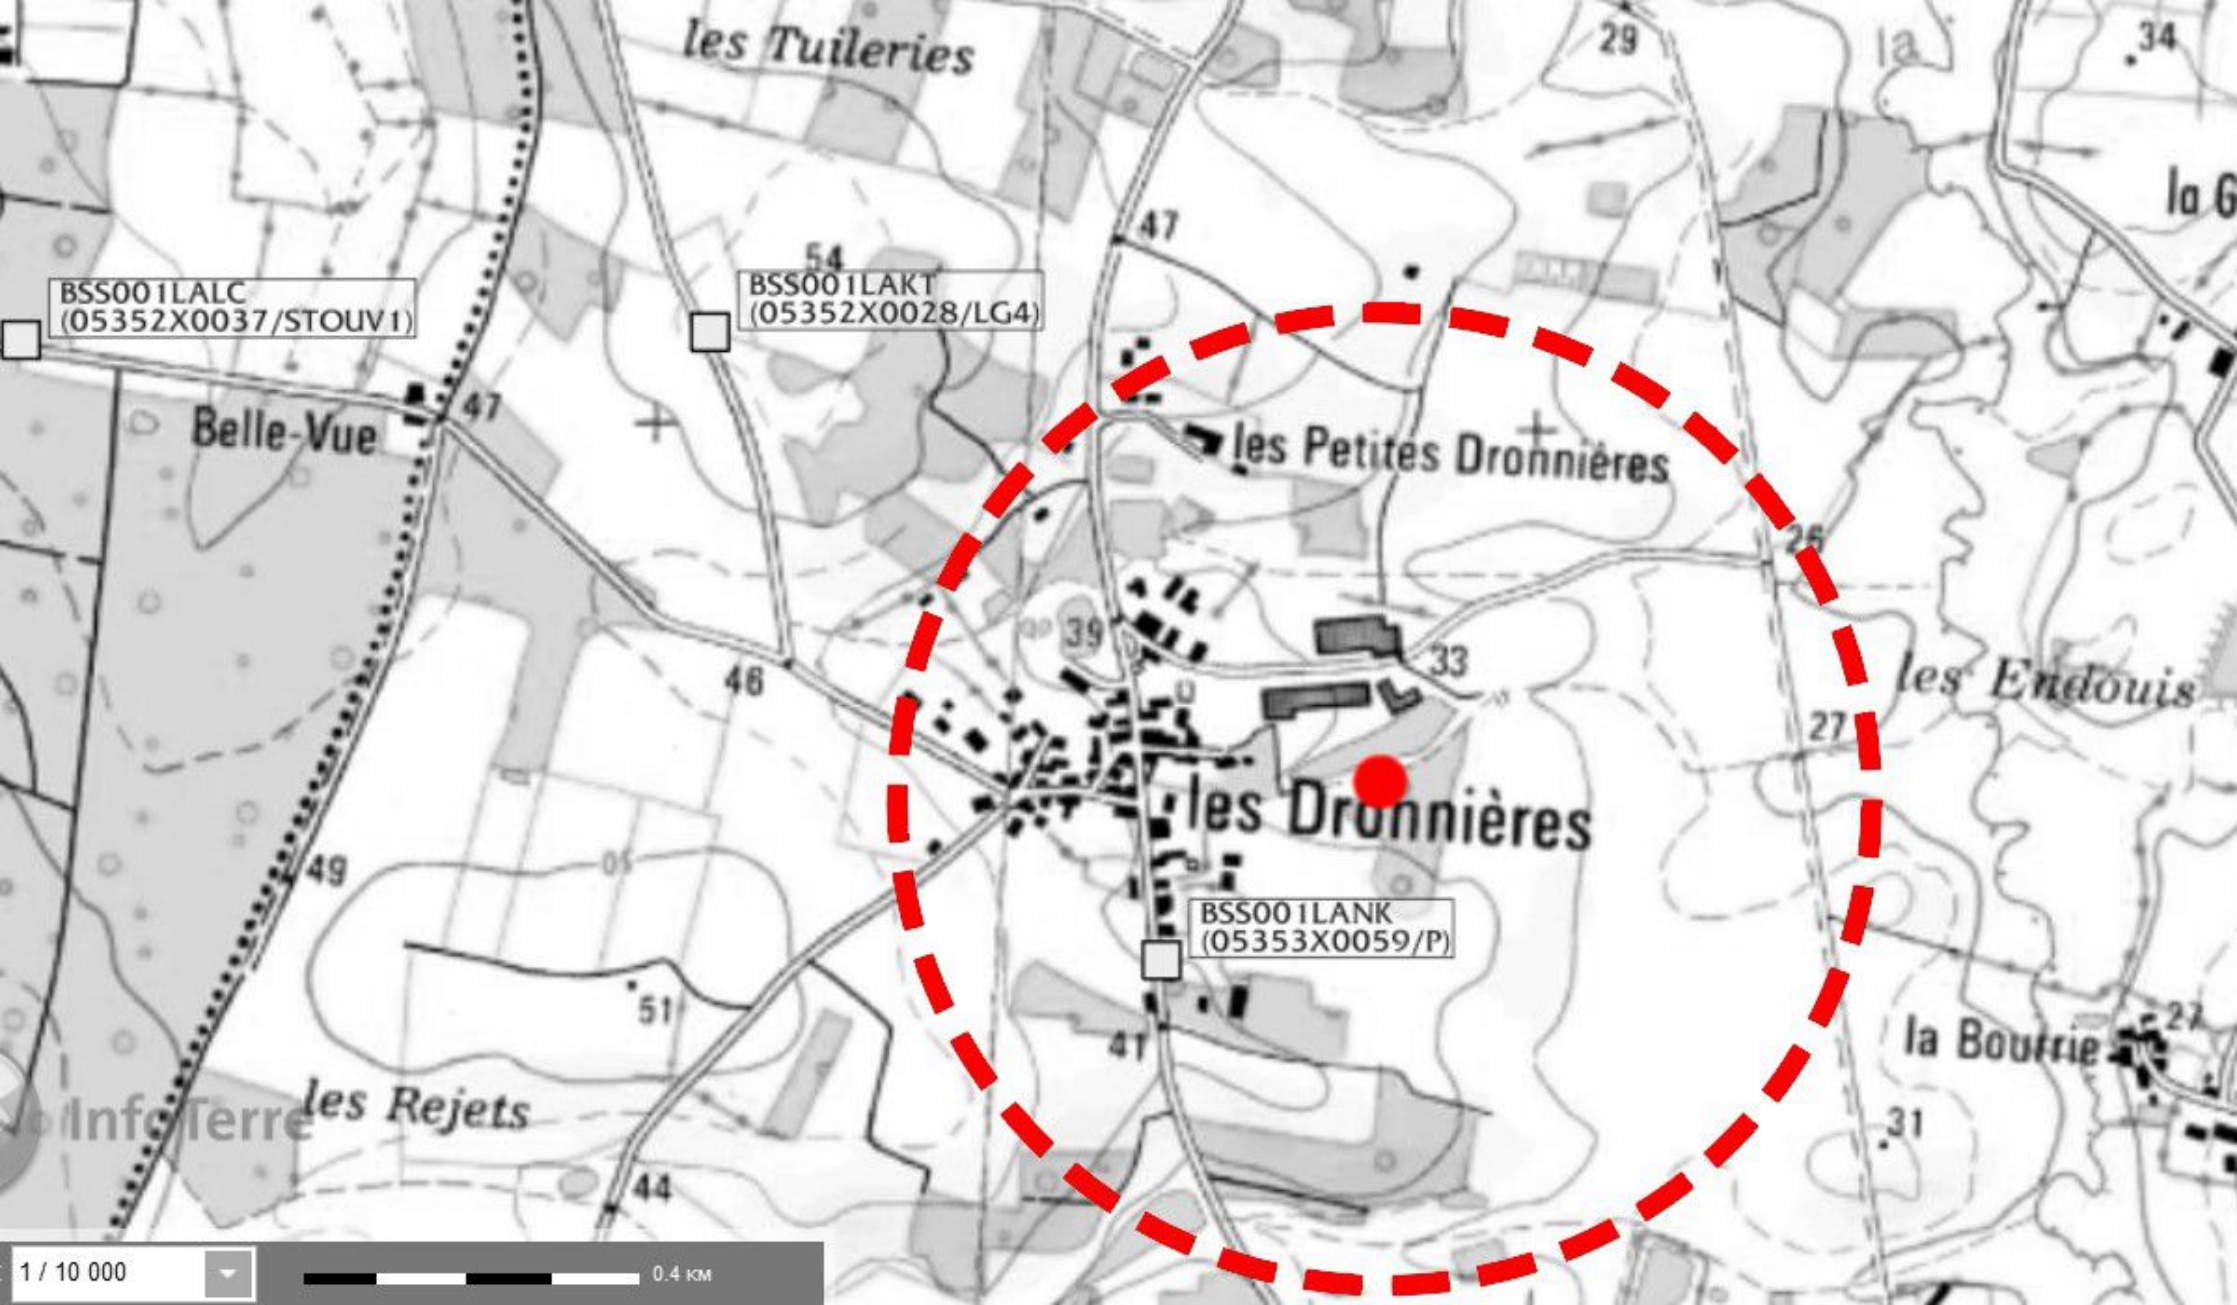 les Tuileries
29
34
la
47
la G
54
BSS001LALC
(05352X0037/STOUV1)
BSS001LAKT
(05352X0028/LG4)
47
Belle-Vue
les Petites Dronnières
26
39
33
46
les Endouis
27
les Dronnières
49
05
BSS001LANK
(05353X0059/P)
51
41
la Bourrie
27
InfoTerre
les Rejets
31
44
1 / 10 000
0.4 км